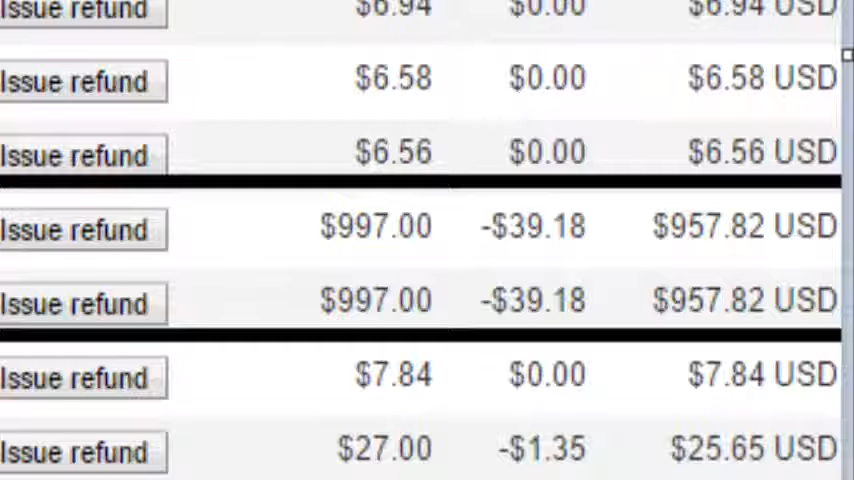 Issue refund $6.94 $0.00 $6.94 USD
Issue refund $6.58 $0.00 $6.58 USD
Issue refund $6.56 $0.00 $6.56 USD
Issue refund $997.00 -$39.18 $957.82 USD
Issue refund $997.00 -$39.18 $957.82 USD
Issue refund $7.84 $0.00 $7.84 USD
Issue refund $27.00 -$1.35 $25.65 USD